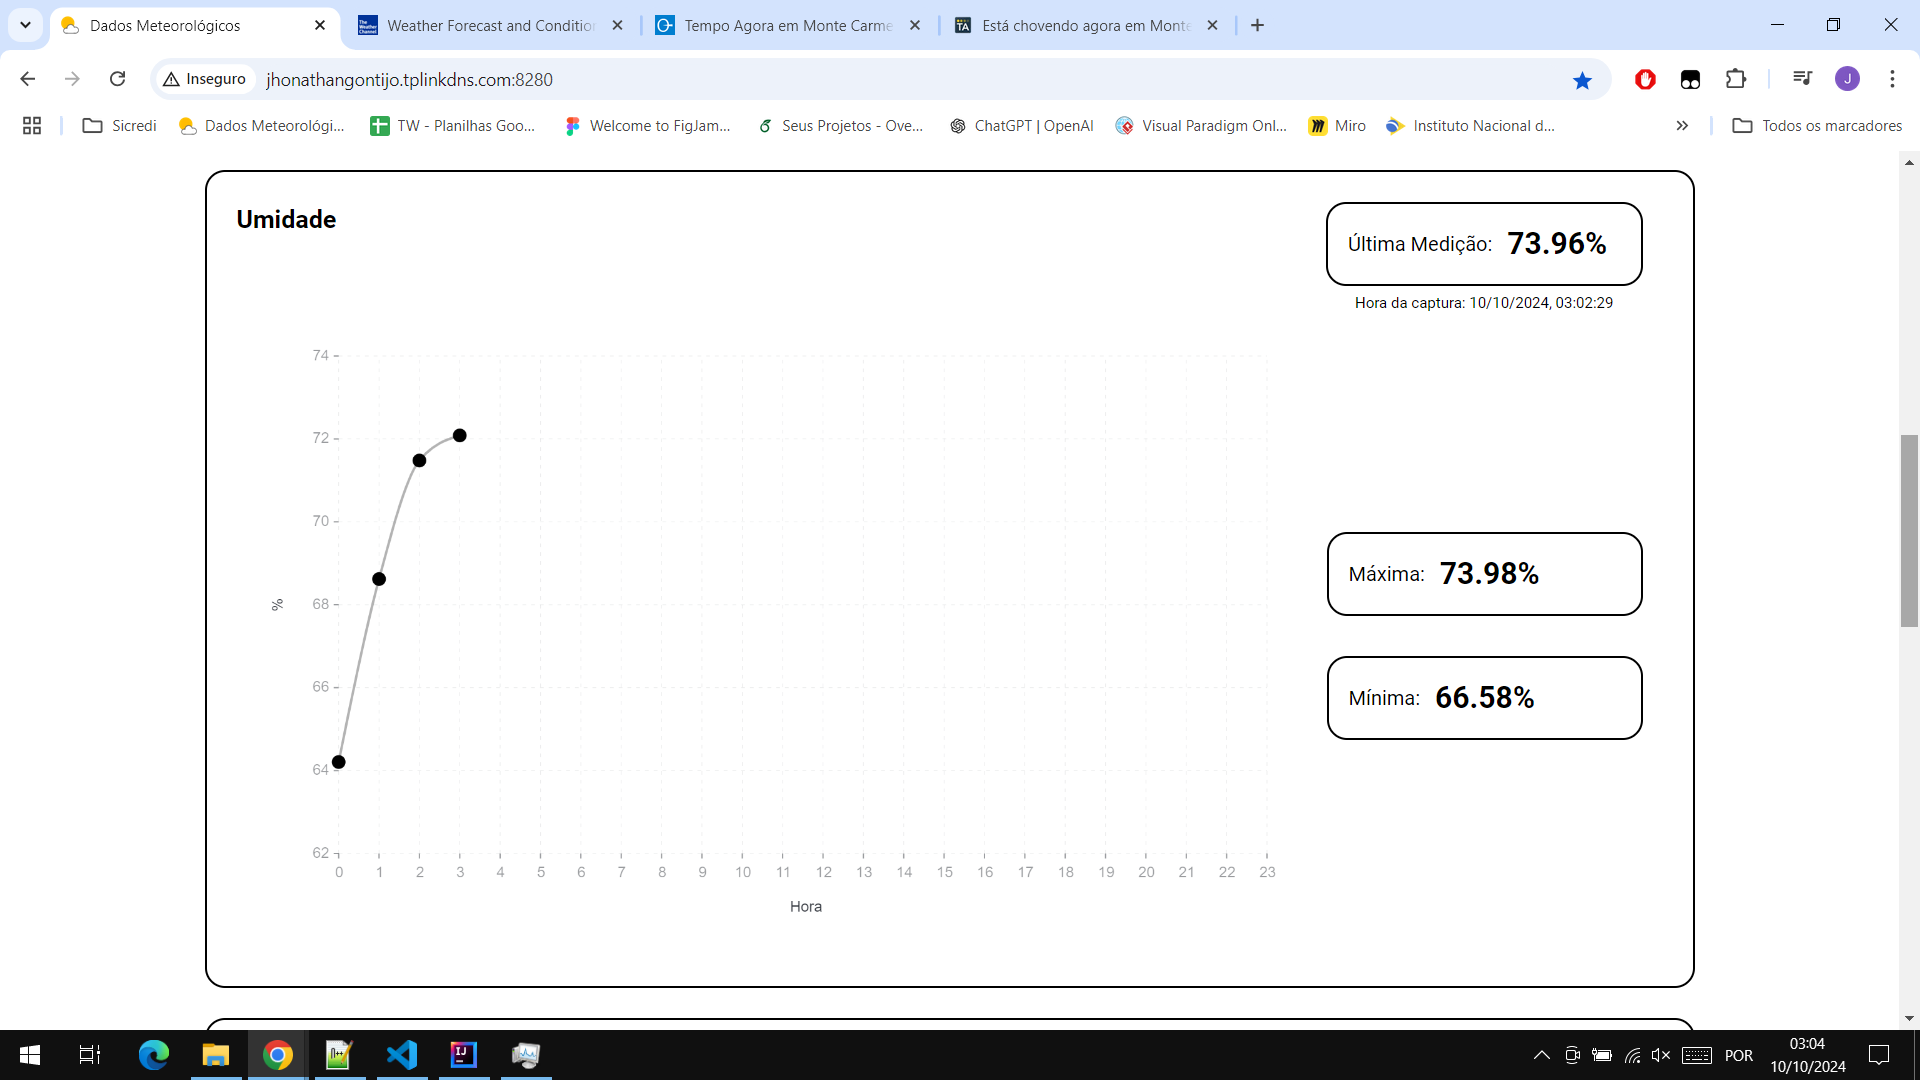 Dados Meteorológicos
Weather Forecast and Condition
Tempo Agora em Monte Carme
Está chovendo agora em Monte
Inseguro
jhonathangontijo.tplinkdns.com:8280
J
Sicredi
Dados Meteorológi...
TW - Planilhas Goo...
Welcome to FigJam...
Seus Projetos - Ove...
ChatGPT | OpenAI
Visual Paradigm Onl...
Miro
Instituto Nacional d...
Todos os marcadores
Umidade
Última Medição: 73.96%
Hora da captura: 10/10/2024, 03:02:29
74
72
70
68
66
64
62
%
0 1 2 3 4 5 6 7 8 9 10 11 12 13 14 15 16 17 18 19 20 21 22 23
Hora
Máxima: 73.98%
Mínima: 66.58%
POR
03:04
10/10/2024